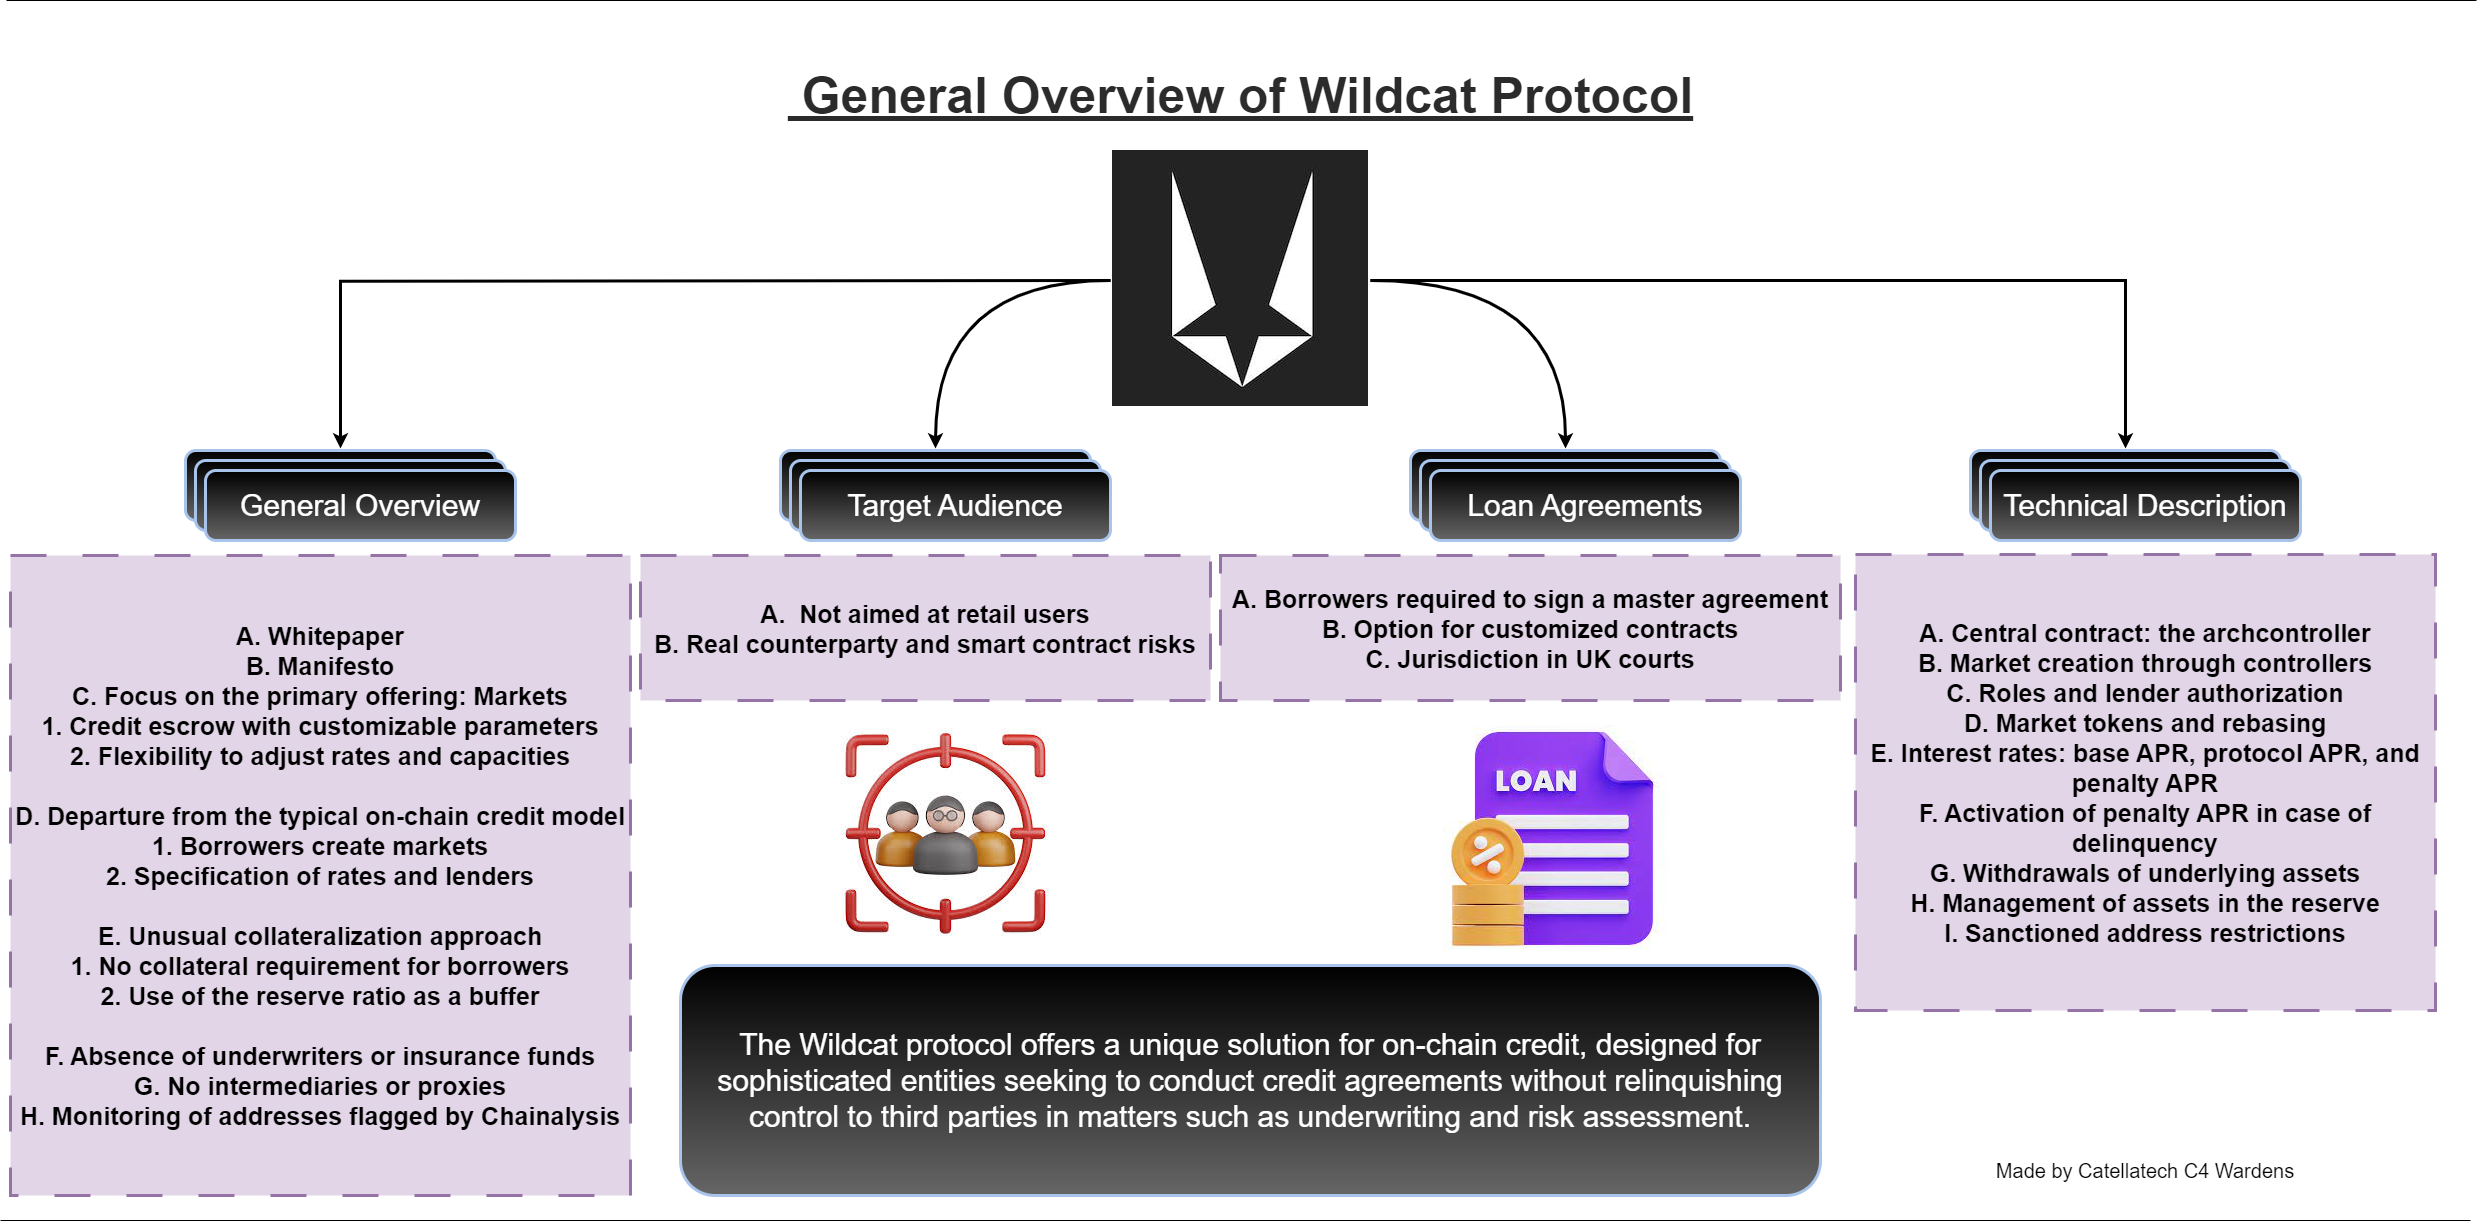 General Overview of Wildcat Protocol
General Overview
Target Audience
Loan Agreements
Technical Description
A. Whitepaper
B. Manifesto
C. Focus on the primary offering: Markets
1. Credit escrow with customizable parameters
2. Flexibility to adjust rates and capacities
D. Departure from the typical on-chain credit model
1. Borrowers create markets
2. Specification of rates and lenders
E. Unusual collateralization approach
1. No collateral requirement for borrowers
2. Use of the reserve ratio as a buffer
F. Absence of underwriters or insurance funds
G. No intermediaries or proxies
H. Monitoring of addresses flagged by Chainalysis
A. Not aimed at retail users
B. Real counterparty and smart contract risks
A. Borrowers required to sign a master agreement
B. Option for customized contracts
C. Jurisdiction in UK courts
A. Central contract: the archcontroller
B. Market creation through controllers
C. Roles and lender authorization
D. Market tokens and rebasing
E. Interest rates: base APR, protocol APR, and
penalty APR
F. Activation of penalty APR in case of
delinquency
G. Withdrawals of underlying assets
H. Management of assets in the reserve
I. Sanctioned address restrictions
LOAN
The Wildcat protocol offers a unique solution for on-chain credit, designed for
sophisticated entities seeking to conduct credit agreements without relinquishing
control to third parties in matters such as underwriting and risk assessment.
Made by Catellatech C4 Wardens